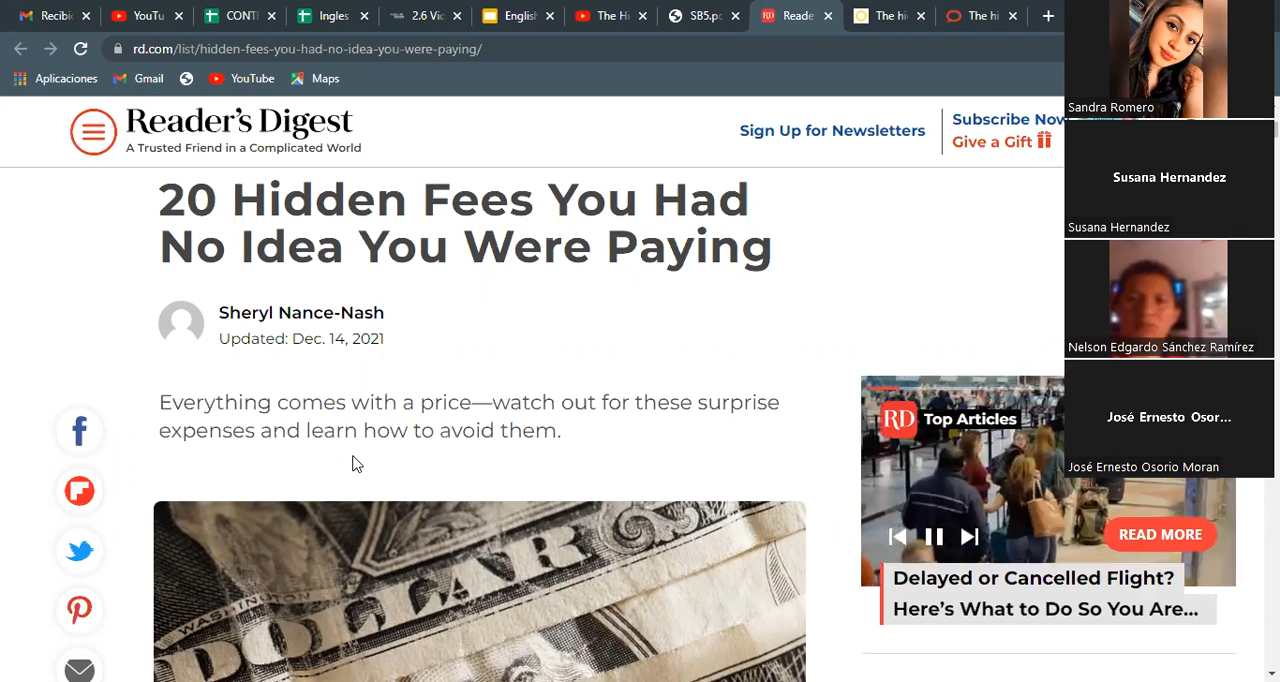 Recibic
YouTu
CONTR
Ingles
2.6 Vic
English
The Hi
SB5.pc
Reade
The hi
The hi
rd.com/list/hidden-fees-you-had-no-idea-you-were-paying/
Aplicaciones
Gmail
YouTube
Maps
Reader's Digest
A Trusted Friend in a Complicated World
Sign Up for Newsletters
Subscribe Now
Give a Gift
20 Hidden Fees You Had
No Idea You Were Paying
Sheryl Nance-Nash
Updated: Dec. 14, 2021
Everything comes with a price—watch out for these surprise
expenses and learn how to avoid them.
WASHINGTON
DOLLAR
RD
Top Articles
READ MORE
Delayed or Cancelled Flight?
Here's What to Do So You Are...
Sandra Romero
Susana Hernandez
Susana Hernandez
Nelson Edgardo Sánchez Ramírez
José Ernesto Osor...
José Ernesto Osorio Moran